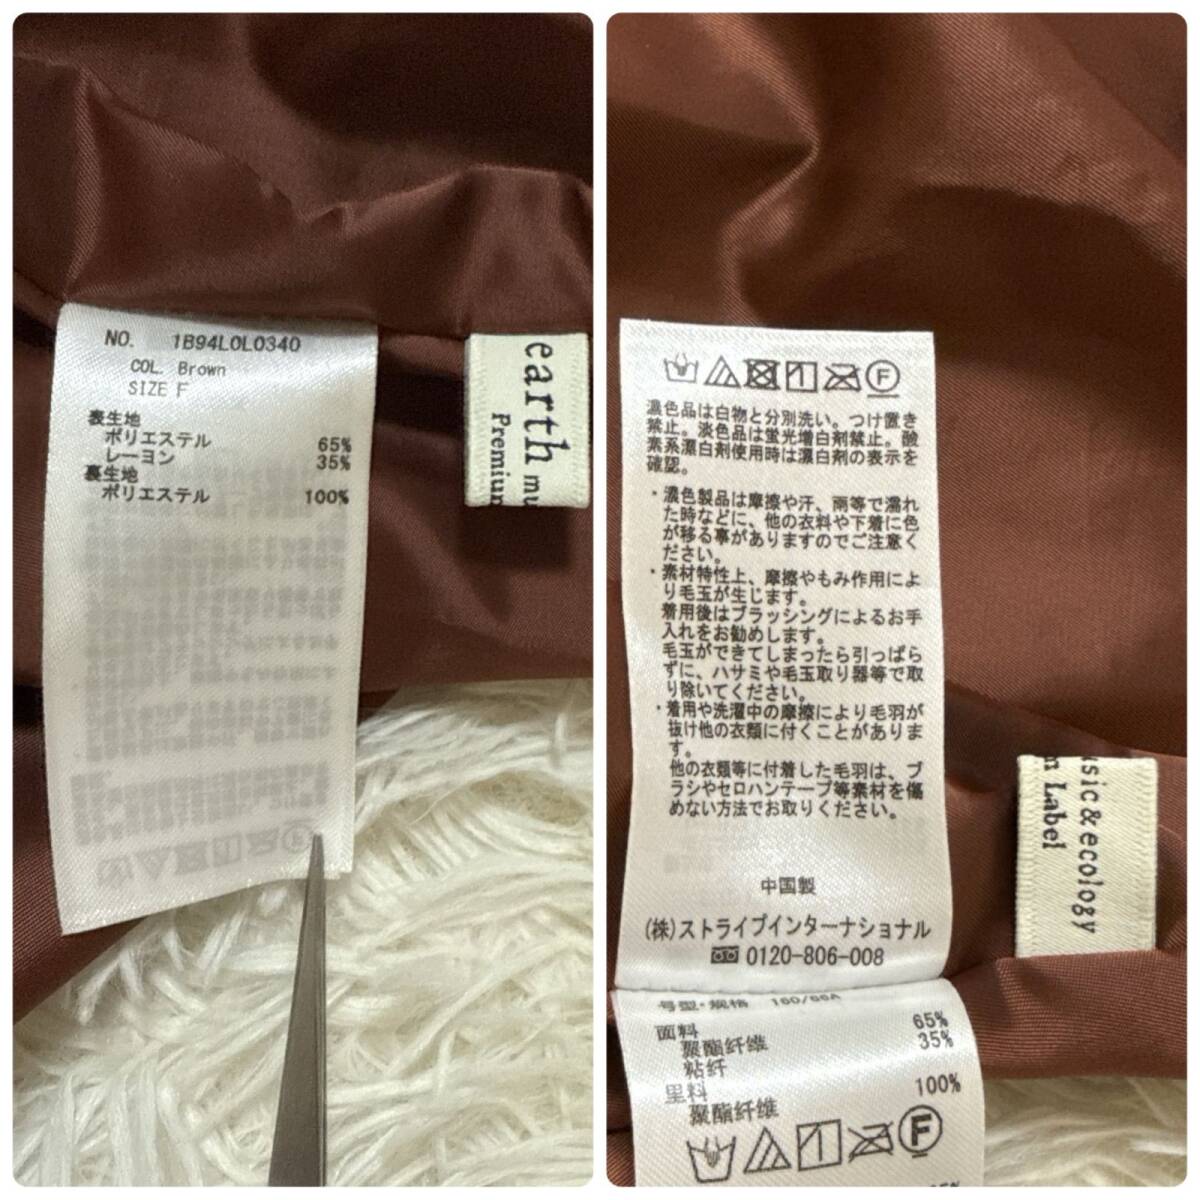 NO. 1B94L0L0340
COL. Brown
SIZE F
表生地
ポリエステル 65%
レーヨン 35%
裏生地
ポリエステル 100%
earth mu
Premium
濃色品は白物と分別洗い。つけ置き
禁止。淡色品は蛍光増白剤禁止。酸
素系漂白剤使用時は漂白剤の表示を
確認。
・濃色製品は摩擦や汗、雨等で濡れ
た時などに、他の衣料や下着に色
が移る事がありますのでご注意く
ださい。
・素材特性上、摩擦やもみ作用によ
り毛玉が生じます。
着用後はブラッシングによるお手
入れをお勧めします。
毛玉ができてしまったら引っぱら
ずに、ハサミや毛玉取り器等で取
り除いてください。
・着用や洗濯中の摩擦により毛羽が
抜け他の衣類に付くことがありま
す。
他の衣類等に付着した毛羽は、ブ
ラシやセロハンテープ等素材を傷
めない方法でお取りください。
中国製
(株)ストライプインターナショナル
0120-806-008
usic&ecology
m Label
号型·规格 160/66A
面料
聚酯纤维 65%
粘纤 35%
里料
聚酯纤维 100%
F